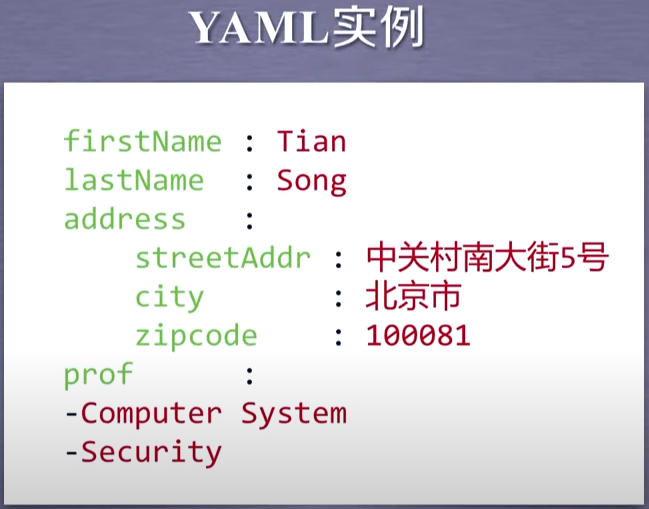 YAML实例
firstName : Tian
lastName : Song
address :
streetAddr : 中关村南大街5号
city : 北京市
zipcode : 100081
prof :
-Computer System
-Security